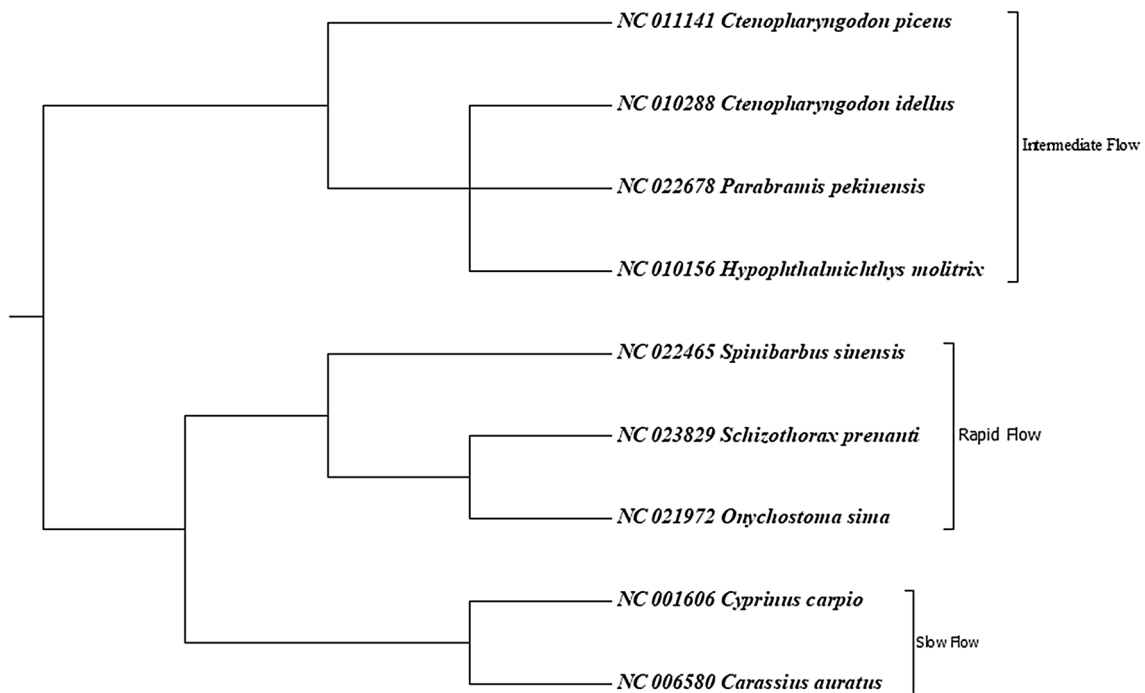 NC 011141 Ctenopharyngodon piceus
NC 010288 Ctenopharyngodon idellus
Intermediate Flow
NC 022678 Parabramis pekinensis
NC 010156 Hypophthalmichthys molitrix
NC 022465 Spinibarbus sinensis
NC 023829 Schizothorax prenanti
Rapid Flow
NC 021972 Onychostoma sima
NC 001606 Cyprinus carpio
Slow Flow
NC 006580 Carassius auratus